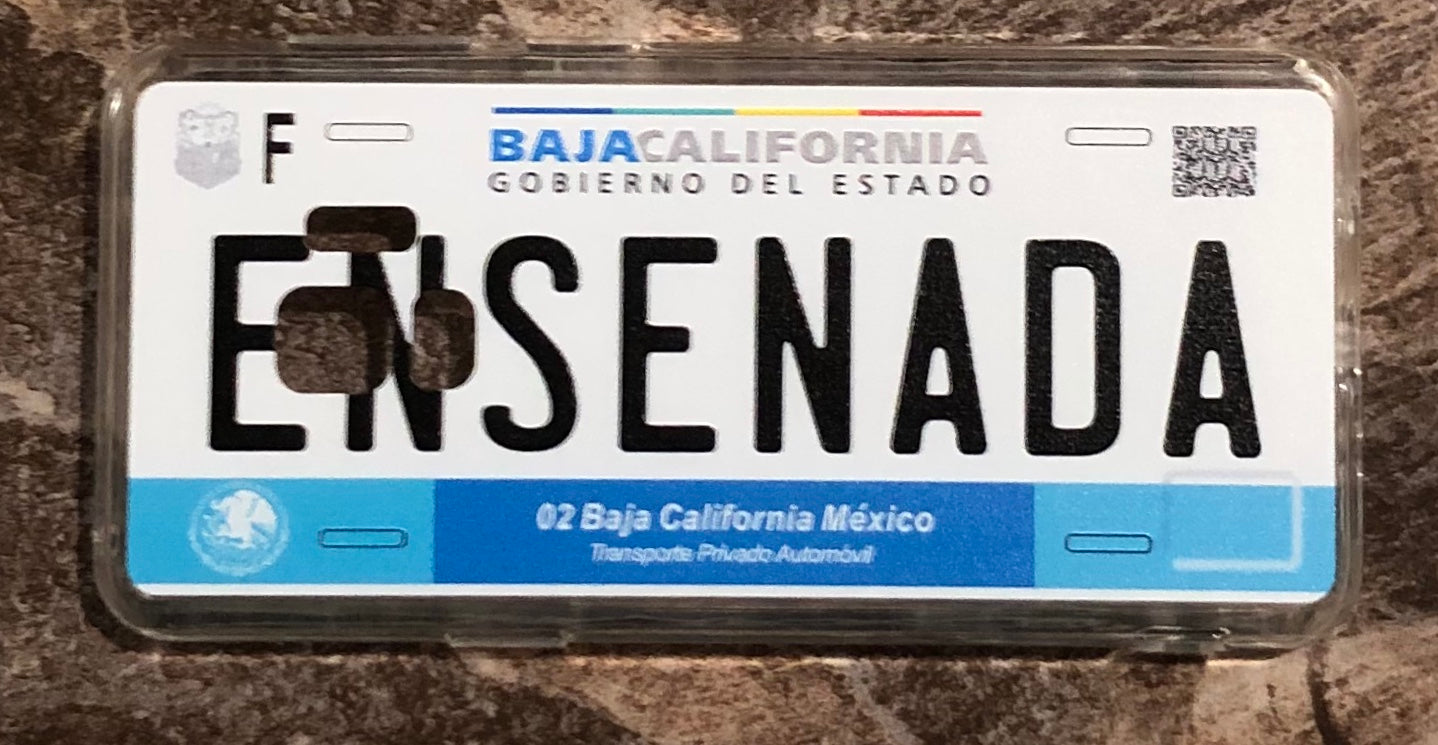 F
BAJACALIFORNIA
GOBIERNO DEL ESTADO
ENSENADA
02 Baja California México
Transporte Privado Automóvil